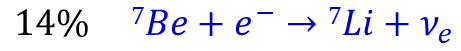 14% ⁷Be + e⁻ → ⁷Li + νₑ